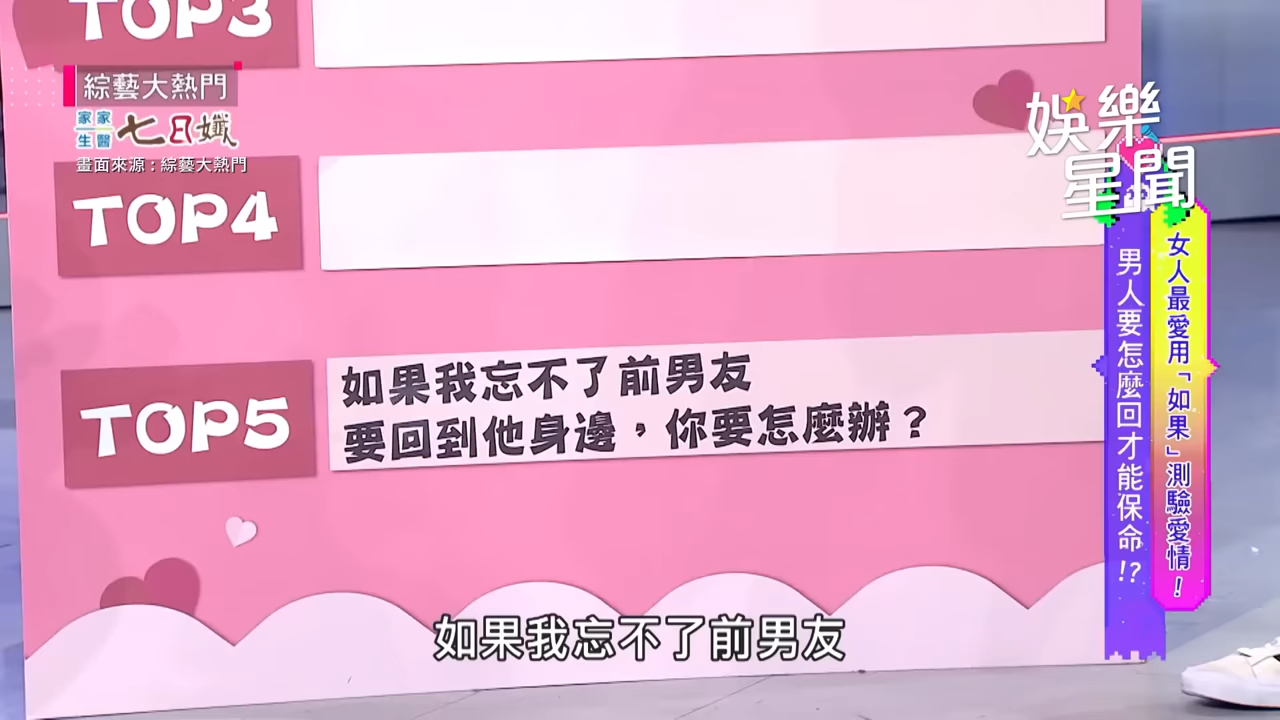 TOP3
綜藝大熱門
家家
生醫
七日孅
畫面來源：綜藝大熱門
娛樂
星聞
TOP4
女人最愛用「如果」測驗愛情！
男人要怎麼回才能保命！？
TOP5
如果我忘不了前男友
要回到他身邊，你要怎麼辦？
如果我忘不了前男友